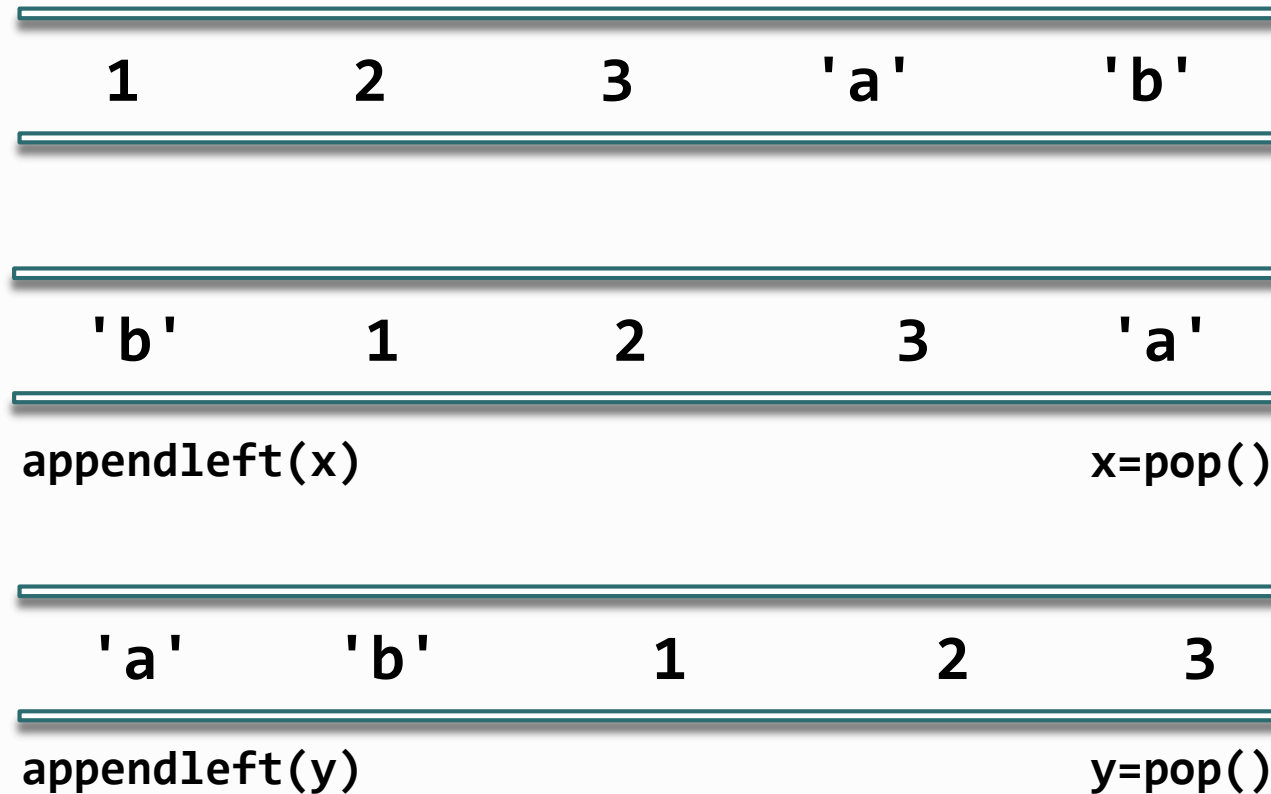 1 2 3 'a' 'b'
'b' 1 2 3 'a'
appendleft(x) x=pop()
'a' 'b' 1 2 3
appendleft(y) y=pop()